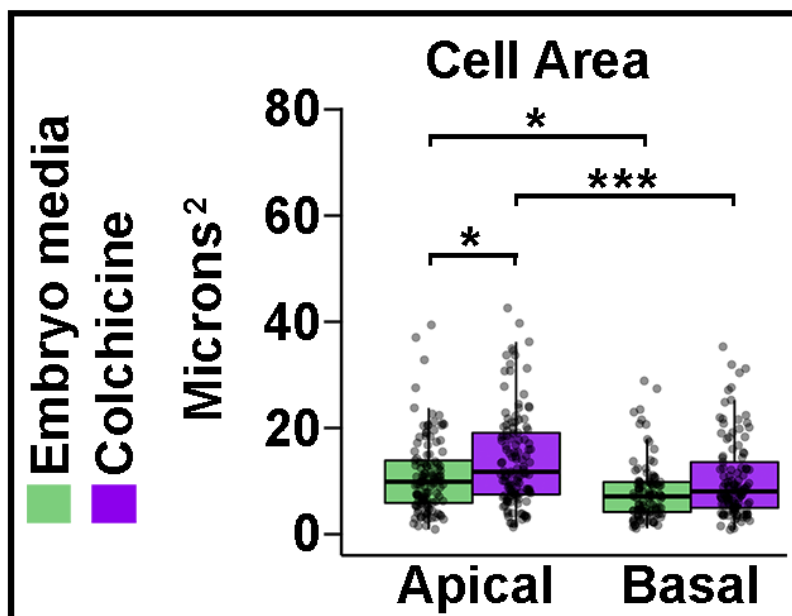 Cell Area
Embryo media
Colchicine
Microns²
80
60
40
20
0
*
***
*
Apical
Basal